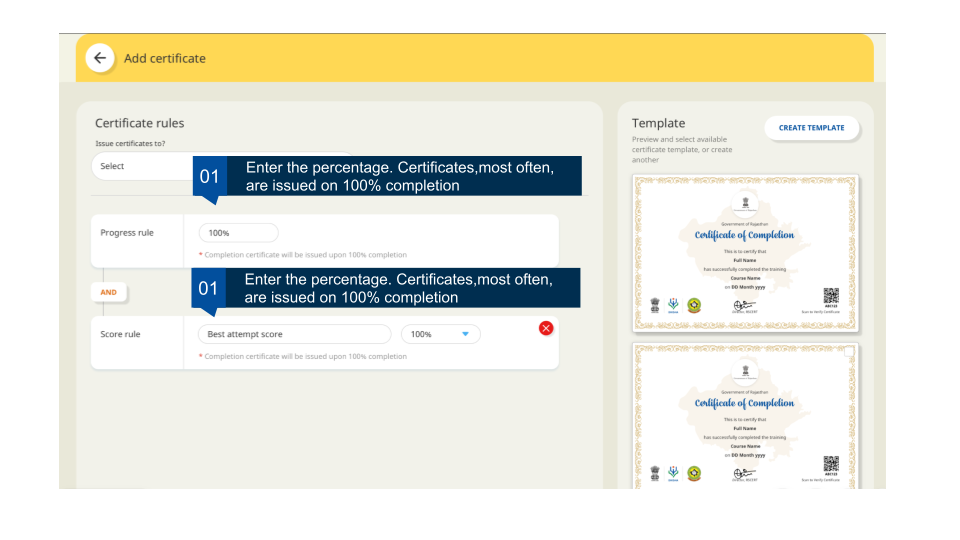 Add certificate
Certificate rules
Issue certificates to?
Select
01
Enter the percentage. Certificates,most often,
are issued on 100% completion
Progress rule
100%
* Completion certificate will be issued upon 100% completion
AND
01
Enter the percentage. Certificates,most often,
are issued on 100% completion
Score rule
Best attempt score
100%
* Completion certificate will be issued upon 100% completion
Template
Preview and select available
certificate template, or create
another
CREATE TEMPLATE
Government of Rajasthan
Certificate of Completion
This is to certify that
Full Name
has successfully completed the training
Course Name
on DD Month yyyy
Director, RSCERT
ABCYZ#
Scan to Verify Certificate
Government of Rajasthan
Certificate of Completion
This is to certify that
Full Name
has successfully completed the training
Course Name
on DD Month yyyy
Director, RSCERT
Scan to Verify Certificate